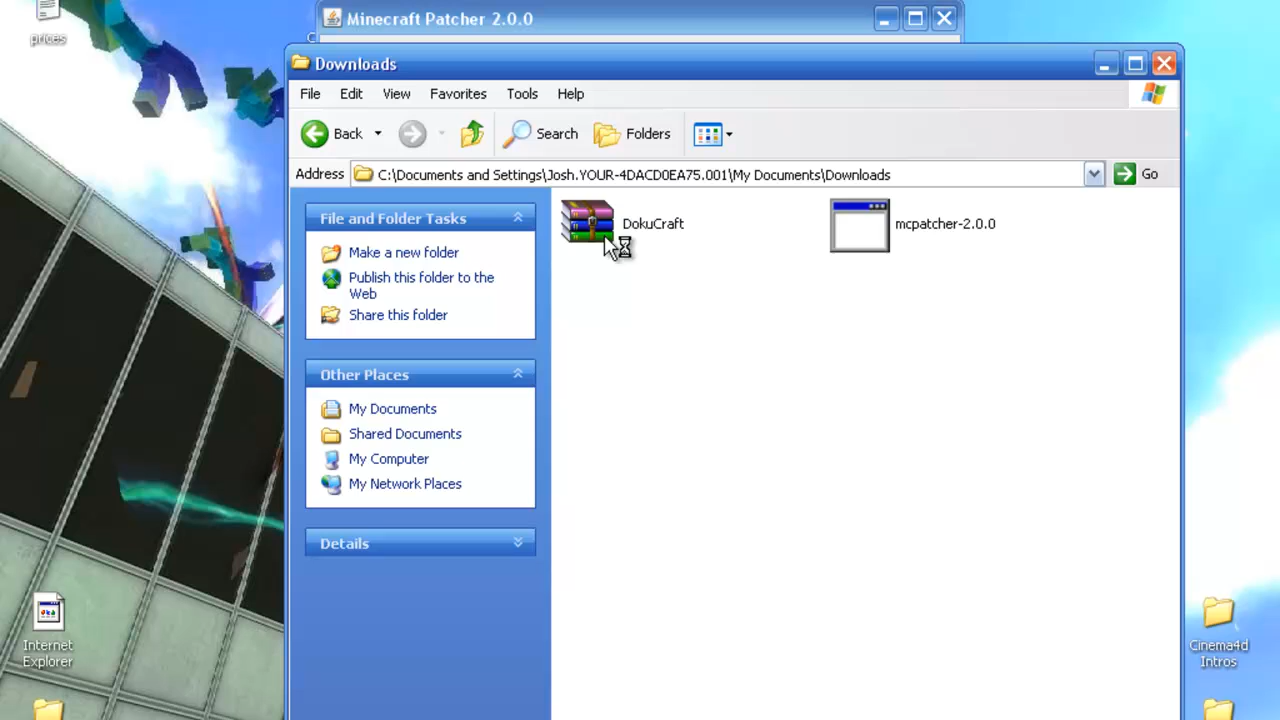 prices
Minecraft Patcher 2.0.0
Downloads
File Edit View Favorites Tools Help
Back Search Folders
Address C:\Documents and Settings\Josh.YOUR-4DACD0EA75.001\My Documents\Downloads Go
File and Folder Tasks
Make a new folder
Publish this folder to the
Web
Share this folder
Other Places
My Documents
Shared Documents
My Computer
My Network Places
Details
DokuCraft
mcpatcher-2.0.0
Internet
Explorer
Cinema4d
Intros